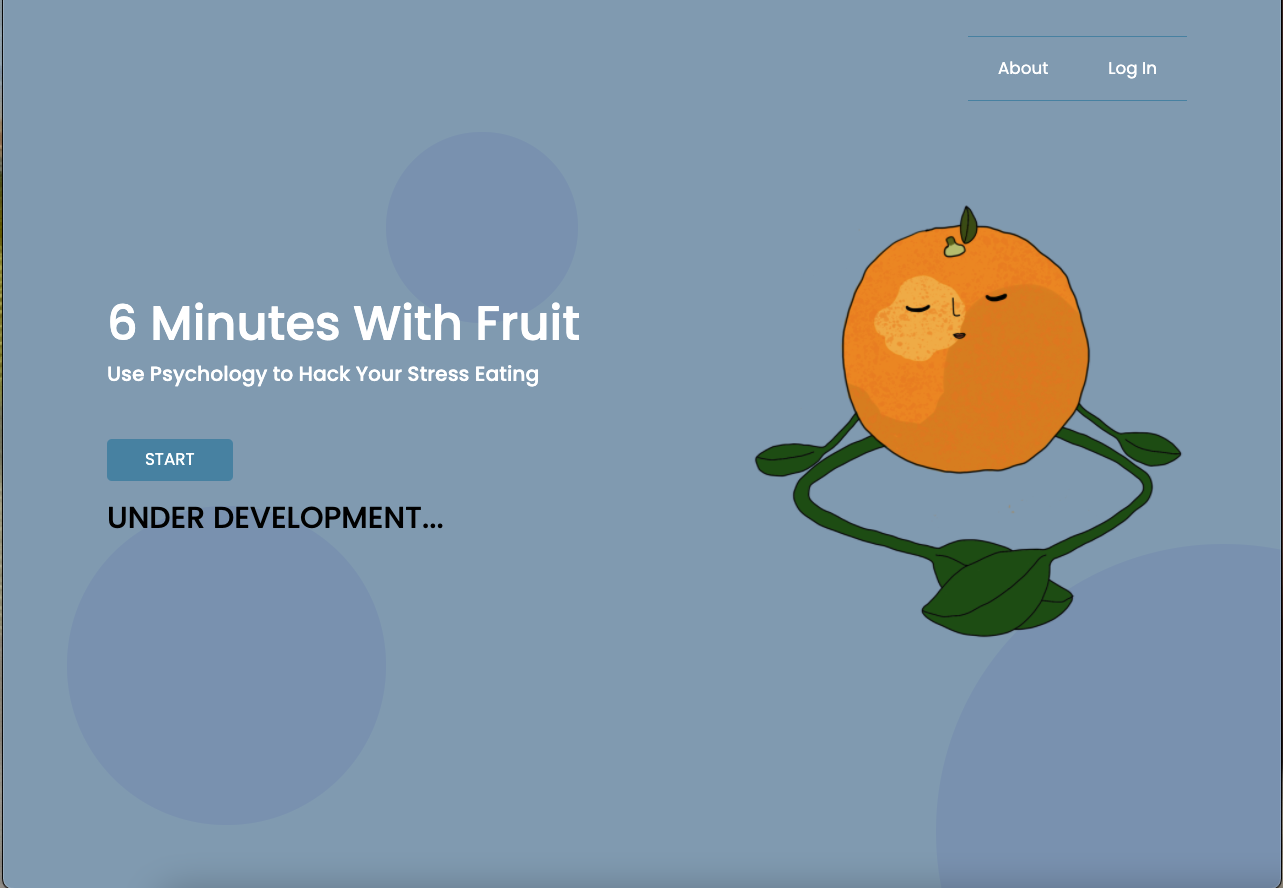 About Log In
6 Minutes With Fruit
Use Psychology to Hack Your Stress Eating
START
UNDER DEVELOPMENT...